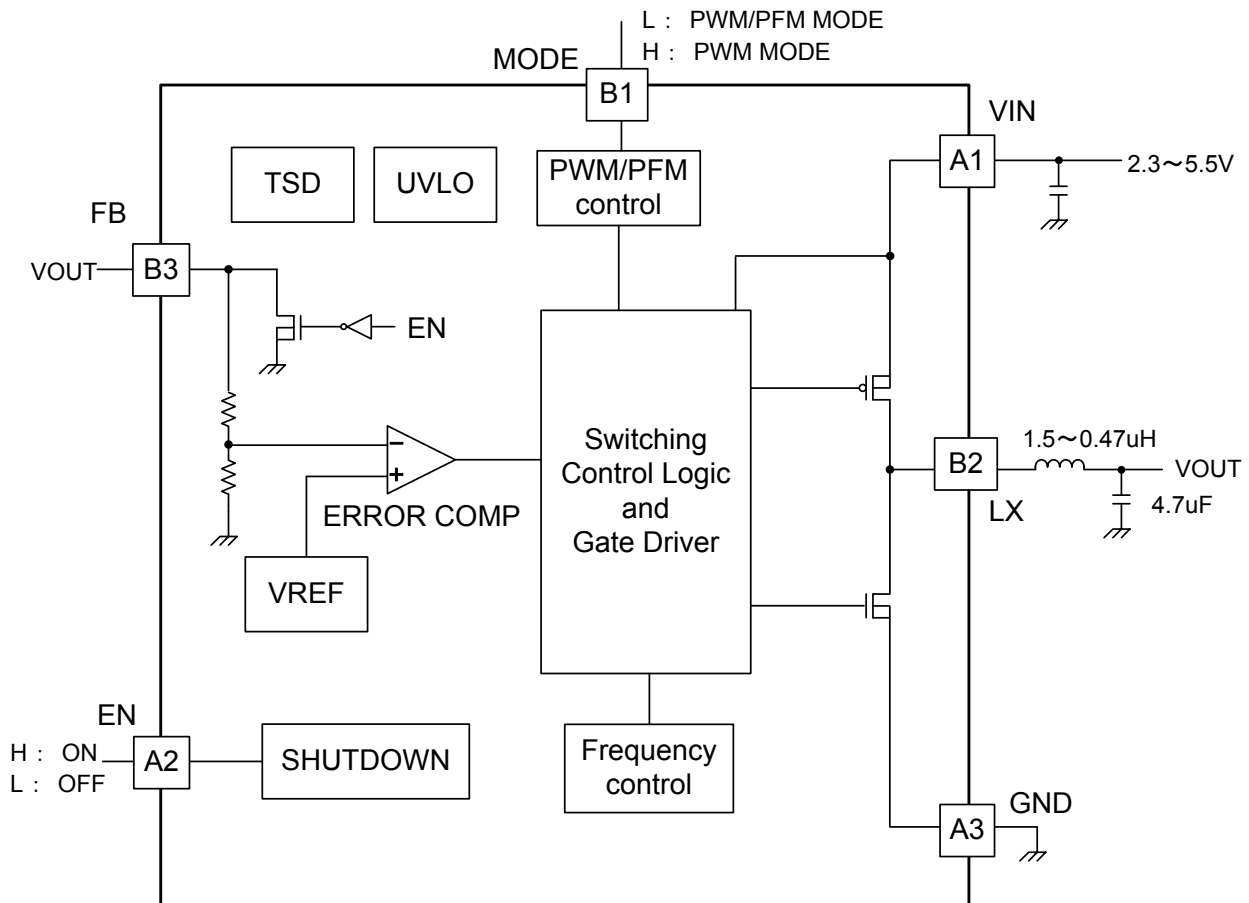 L : PWM/PFM MODE
H : PWM MODE
MODE
B1
VIN
A1
2.3～5.5V
TSD
UVLO
PWM/PFM
control
FB
VOUT
B3
EN
Switching
Control Logic
and
Gate Driver
−
+
ERROR COMP
VREF
B2
LX
1.5～0.47uH
VOUT
4.7uF
EN
H : ON
L : OFF
A2
SHUTDOWN
Frequency
control
GND
A3